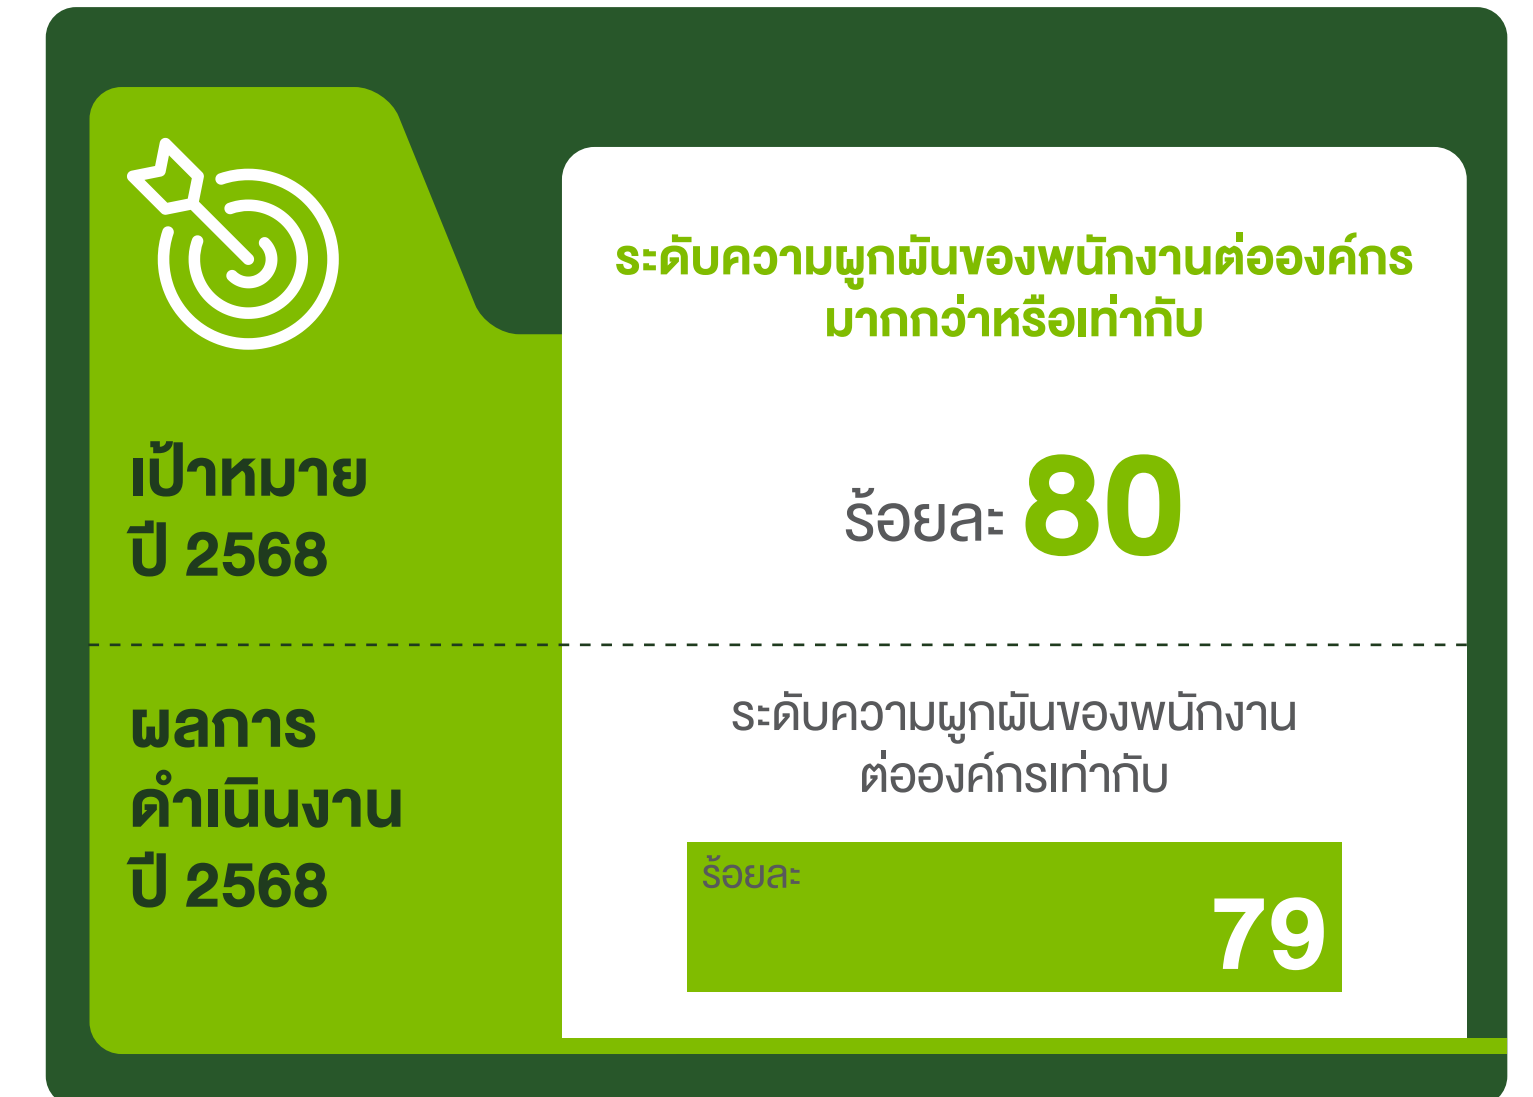 ระดับความผูกผันของพนักงานต่อองค์กร
มากกว่าหรือเท่ากับ
เป้าหมาย
ปี 2568
ร้อยละ 80
ผลการ
ดำเนินงาน
ปี 2568
ระดับความผูกผันของพนักงาน
ต่อองค์กรเท่ากับ
ร้อยละ
79